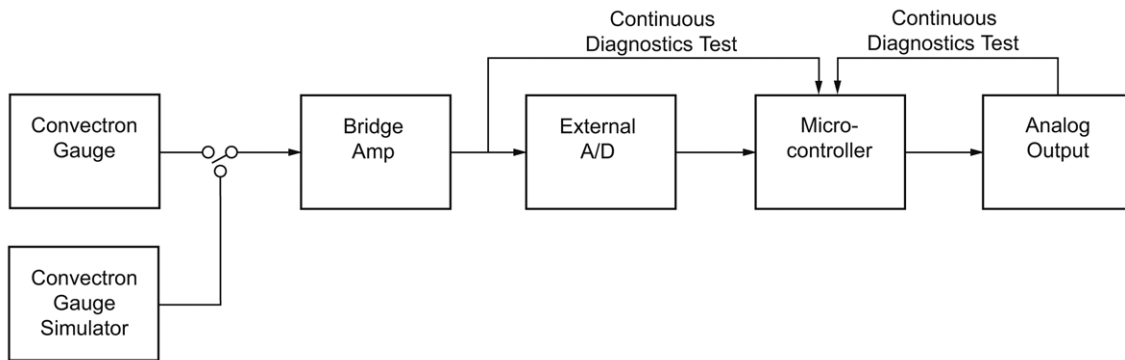 Continuous
Diagnostics Test
Continuous
Diagnostics Test
Convectron
Gauge
Bridge
Amp
External
A/D
Micro-
controller
Analog
Output
Convectron
Gauge
Simulator